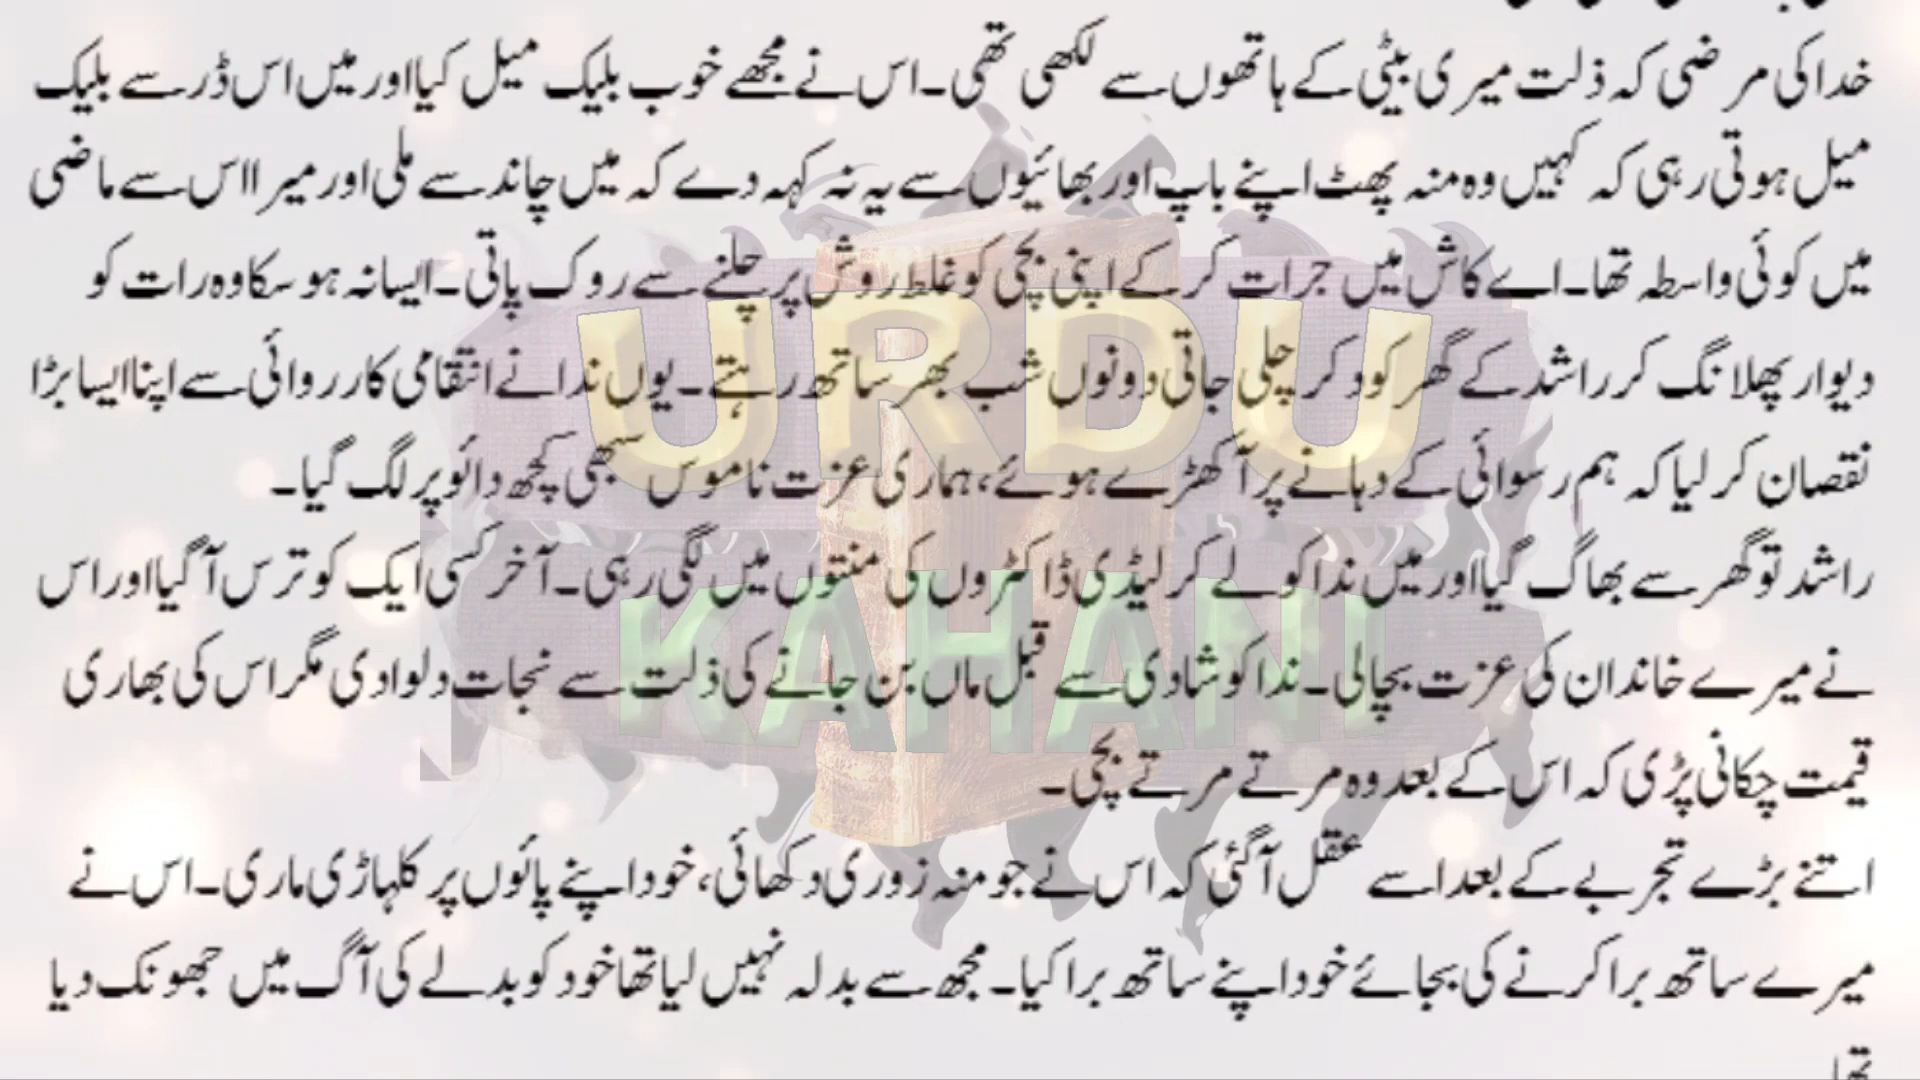 خدا کی مرضی کہ ذلت میری بیٹی کے ہاتھوں سے لکھی تھی۔ اس نے مجھے خوب بلیک میل کیا اور میں اس ڈر سے بلیک
میل ہوتی رہی کہ کہیں وہ منہ پھٹ اپنے باپ اور بھائیوں سے یہ نہ کہہ دے کہ میں چاند سے ملی اور میرا اس سے ماضی
میں کوئی واسطہ تھا۔ اے کاش میں جرات کر کے اپنی بچی کو غلط روش پر چلنے سے روک پاتی۔ ایسا نہ ہو سکا وہ رات کو
دیوار پھلانگ کر راشد کے گھر کود کر چلی جاتی دونوں شب بھر ساتھ رہتے۔ یوں ندا نے انتقامی کارروائی سے اپنا ایسا بڑا
نقصان کر لیا کہ ہم رسوائی کے دہانے پر آ کھڑے ہوئے، ہماری عزت ناموس سبھی کچھ دائو پر لگ گیا۔
راشد تو گھر سے بھاگ گیا اور میں ندا کو لے کر لیڈی ڈاکٹروں کی منتوں میں لگی رہی۔ آخر کسی ایک کو ترس آ گیا اور اس
نے میرے خاندان کی عزت بچالی۔ ندا کو شادی سے قبل ماں بن جانے کی ذلت سے نجات دلوا دی مگر اس کی بھاری
قیمت چکانی پڑی کہ اس کے بعد وہ مرتے مرتے بچی۔
اتنے بڑے تجربے کے بعد اسے عقل آ گئی کہ اس نے جو منہ زوری دکھائی، خود اپنے پائوں پر کلہاڑی ماری۔ اس نے
میرے ساتھ برا کرنے کی بجائے خود اپنے ساتھ برا کیا۔ مجھ سے بدلہ نہیں لیا تھا خود کو بدلے کی آگ میں جھونک دیا
تھا۔
URDU
KAHANI